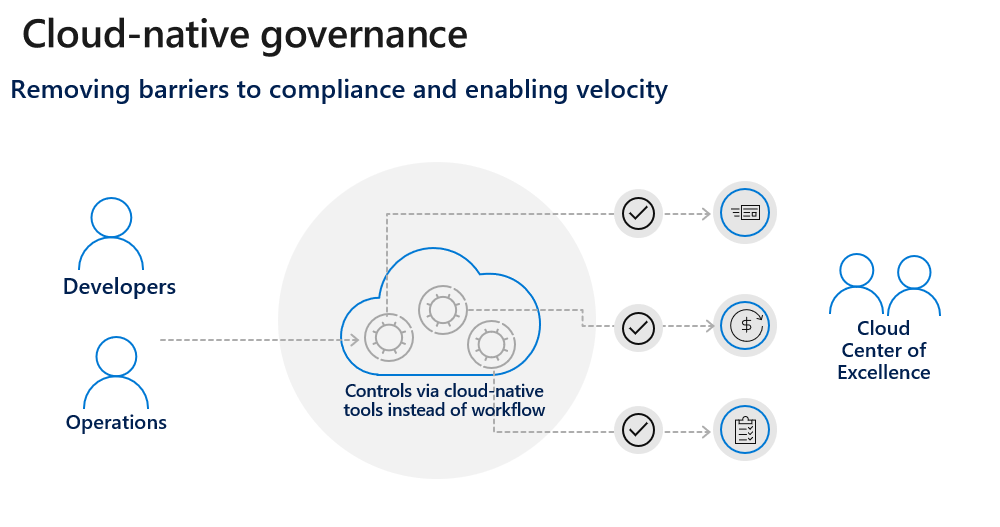 Cloud-native governance
Removing barriers to compliance and enabling velocity
Developers
Operations
Controls via cloud-native
tools instead of workflow
$
Cloud
Center of
Excellence